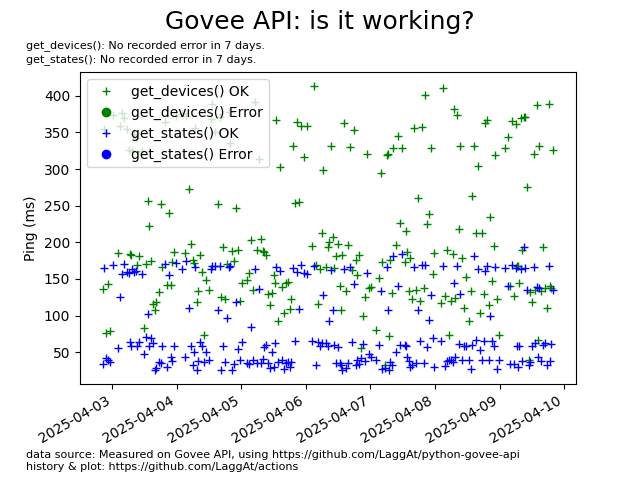 Govee API: is it working?
get_devices(): No recorded error in 7 days.
get_states(): No recorded error in 7 days.
get_devices() OK
get_devices() Error
get_states() OK
get_states() Error
Ping (ms)
400
350
300
250
200
150
100
50
2025-04-03
2025-04-04
2025-04-05
2025-04-06
2025-04-07
2025-04-08
2025-04-09
2025-04-10
data source: Measured on Govee API, using https://github.com/LaggAt/python-govee-api
history & plot: https://github.com/LaggAt/actions